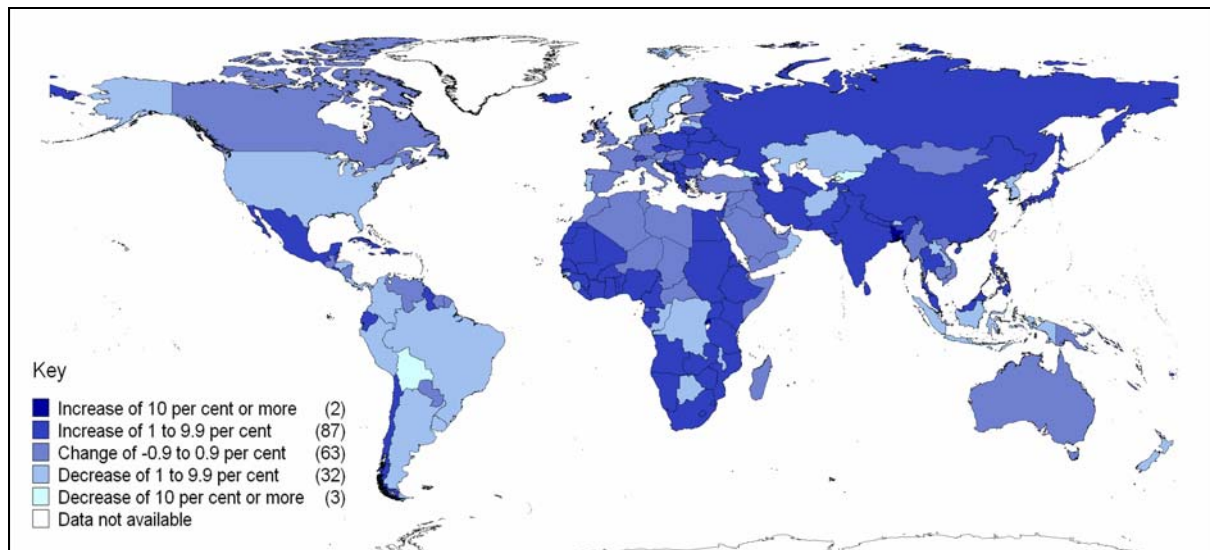 Key
Increase of 10 per cent or more (2)
Increase of 1 to 9.9 per cent (87)
Change of -0.9 to 0.9 per cent (63)
Decrease of 1 to 9.9 per cent (32)
Decrease of 10 per cent or more (3)
Data not available